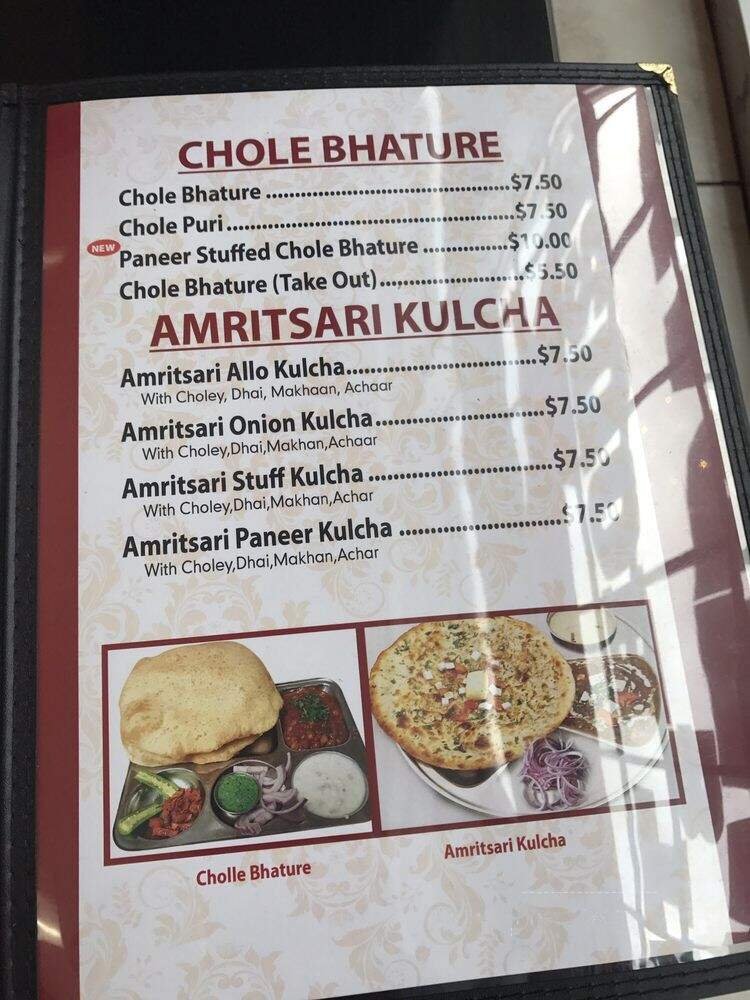 CHOLE BHATURE
Chole Bhature ........................................$7.50
Chole Puri...............................................$7.50
NEW Paneer Stuffed Chole Bhature ..............$10.00
Chole Bhature (Take Out)........................$5.50
AMRITSARI KULCHA
Amritsari Allo Kulcha................................$7.50
With Choley, Dhai, Makhaan, Achaar
Amritsari Onion Kulcha............................$7.50
With Choley,Dhai,Makhan,Achaar
Amritsari Stuff Kulcha ..............................$7.50
With Choley,Dhai,Makhan,Achar
Amritsari Paneer Kulcha ..........................$7.50
With Choley,Dhai,Makhan,Achar
Cholle Bhature
Amritsari Kulcha